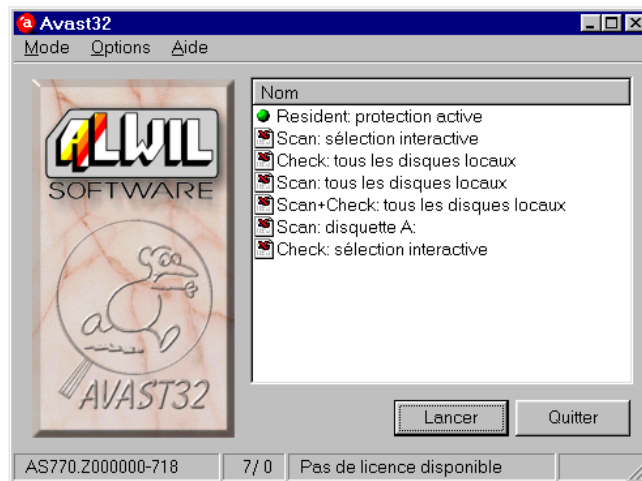 Avast32
Mode Options Aide
ALWIL
SOFTWARE
AVAST32
Nom
Resident: protection active
Scan: sélection interactive
Check: tous les disques locaux
Scan: tous les disques locaux
Scan+Check: tous les disques locaux
Scan: disquette A:
Check: sélection interactive
Lancer Quitter
AS770.Z000000-718 7/ 0 Pas de licence disponible